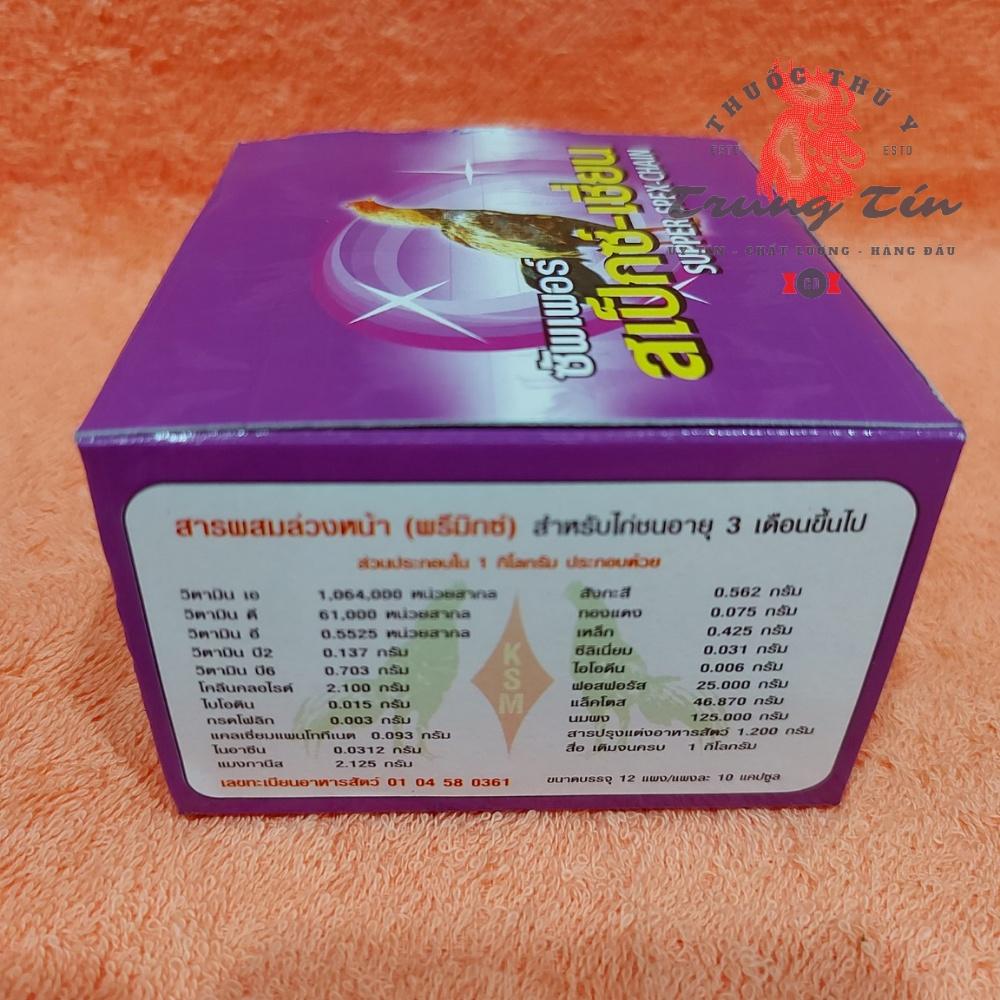 THUỐC THÚ Y
ESTD
Trung Tín
UY TÍN - CHẤT LƯỢNG - HÀNG ĐẦU
CR
ซุปเพอร์
สเป็กซ์-เชี่ยน
SUPPER SPEX-CHAIN
สารผสมล่วงหน้า (พรีมิกซ์) สำหรับไก่ชนอายุ 3 เดือนขึ้นไป
ส่วนประกอบใน 1 กิโลกรัม ประกอบด้วย
วิตามิน เอ 1,064,000 หน่วยสากล
วิตามิน ดี 61,000 หน่วยสากล
วิตามิน อี 0.5525 หน่วยสากล
วิตามิน บี2 0.137 กรัม
วิตามิน บี6 0.703 กรัม
โคลีนคลอไรด์ 2.100 กรัม
ไบโอติน 0.015 กรัม
กรดโฟลิก 0.003 กรัม
แคลเซี่ยมแพนโทกีเนต 0.093 กรัม
ไนอาซีน 0.0312 กรัม
แมงกานีส 2.125 กรัม
KSM
สังกะสี 0.562 กรัม
ทองแดง 0.075 กรัม
เหล็ก 0.425 กรัม
ซีลิเนี่ยม 0.031 กรัม
ไอโอดีน 0.006 กรัม
ฟอสฟอรัส 25.000 กรัม
แล็คโตส 46.870 กรัม
นมผง 125.000 กรัม
สารปรุงแต่งอาหารสัตว์ 1.200 กรัม
สื่อ เติมจนครบ 1 กิโลกรัม
เลขทะเบียนอาหารสัตว์ 01 04 58 0361
ขนาดบรรจุ 12 แผง/แผงละ 10 แคปซูล